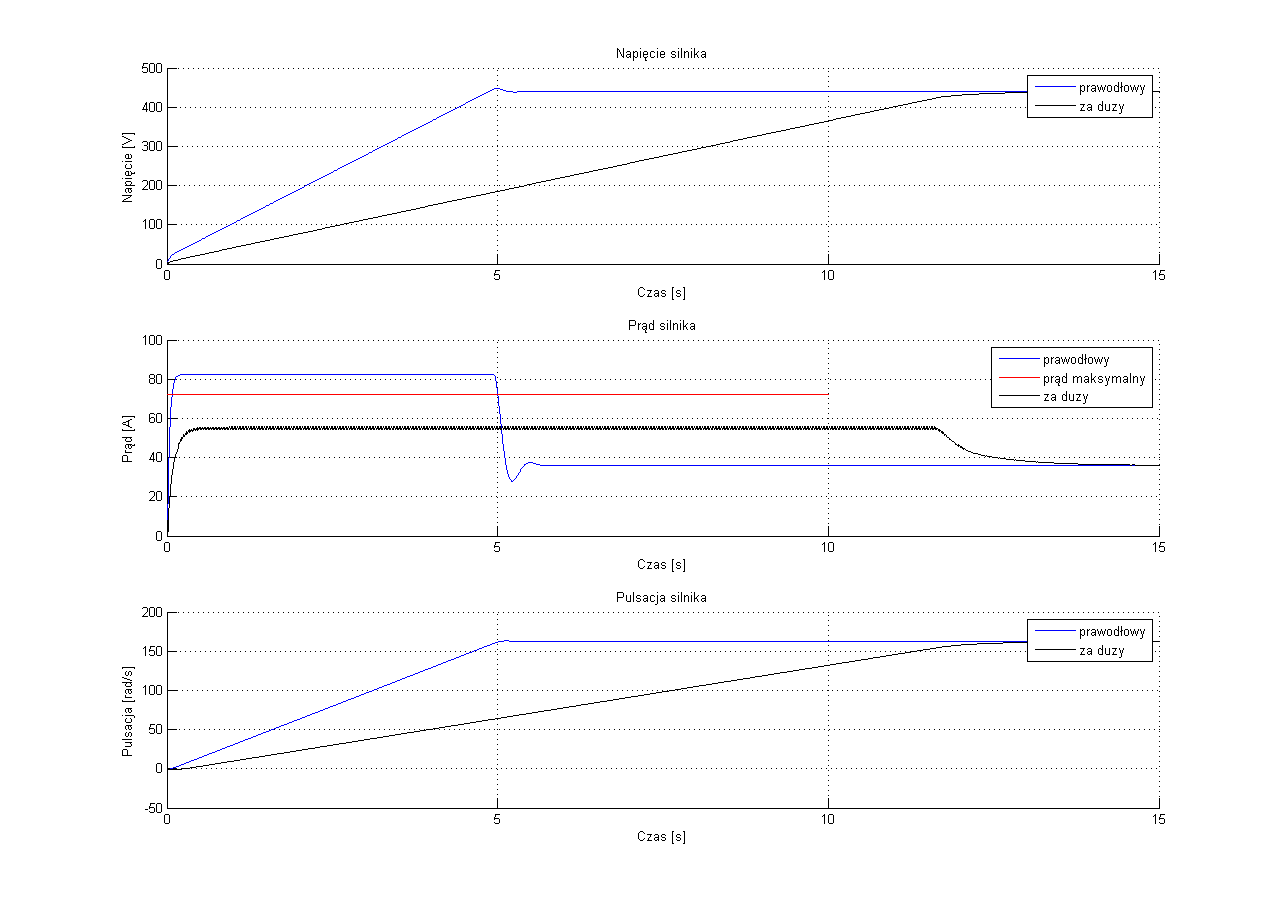 Napięcie silnika
500
400
300
200
100
0
Napięcie [V]
prawodłowy
za duzy
0 5 10 15
Czas [s]
Prąd silnika
100
80
60
40
20
0
Prąd [A]
prawodłowy
prąd maksymalny
za duzy
0 5 10 15
Czas [s]
Pulsacja silnika
200
150
100
50
0
-50
Pulsacja [rad/s]
prawodłowy
za duzy
0 5 10 15
Czas [s]